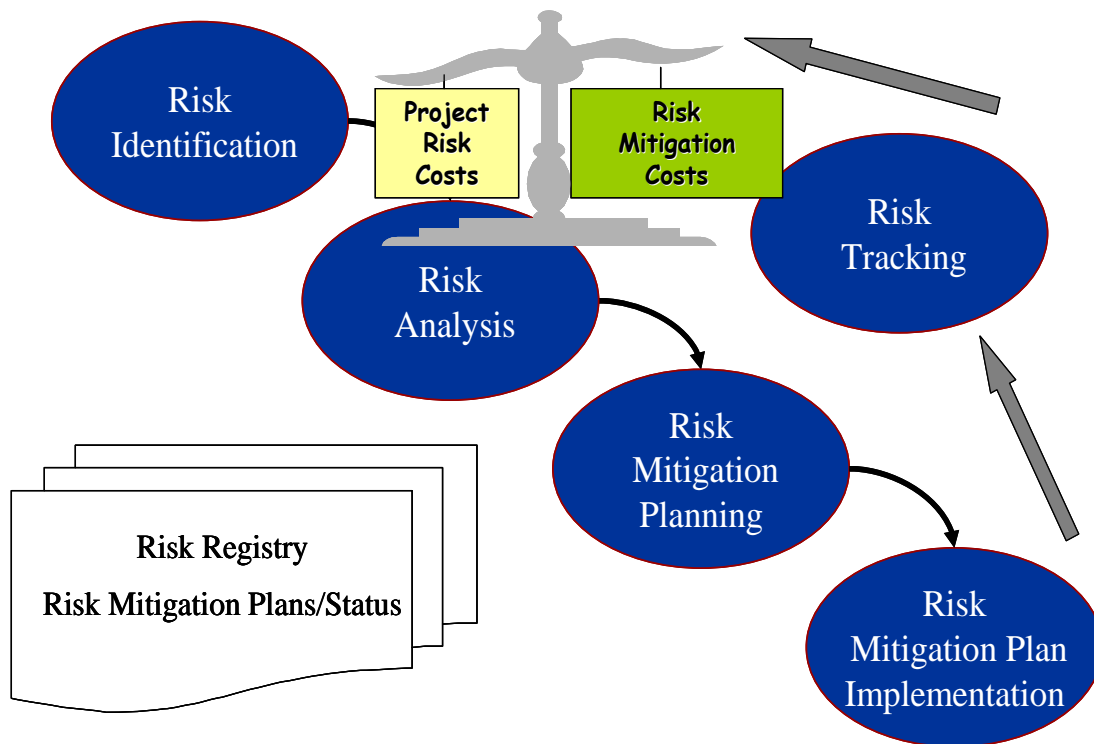 Risk
Identification
Project
Risk
Costs
Risk
Mitigation
Costs
Risk
Tracking
Risk
Analysis
Risk
Mitigation
Planning
Risk
Mitigation Plan
Implementation
Risk Registry
Risk Mitigation Plans/Status